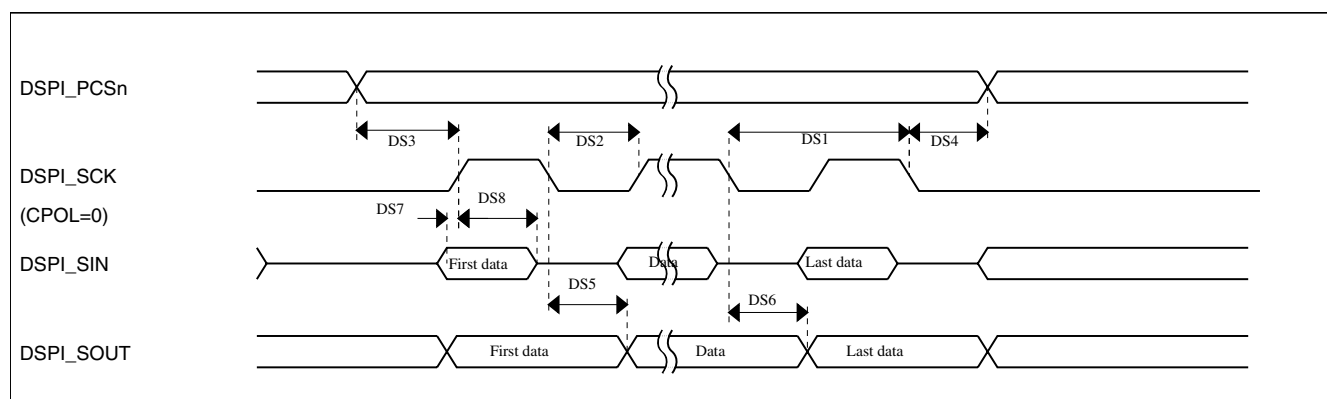 DSPI_PCSn
DS3
DS2
DS1
DS4
DSPI_SCK
(CPOL=0)
DS7
DS8
DSPI_SIN
First data
Data
Last data
DS5
DS6
DSPI_SOUT
First data
Data
Last data